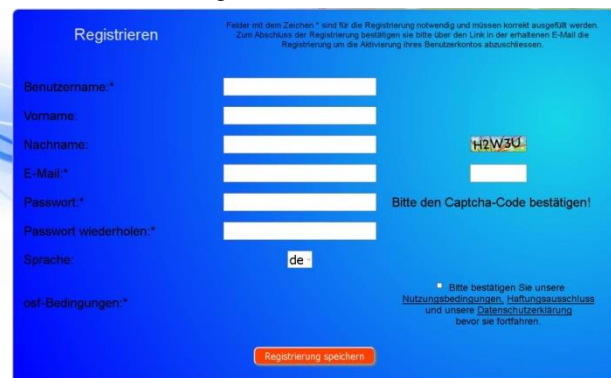 Registrieren
Felder mit dem Zeichen * sind für die Registrierung notwendig und müssen korrekt ausgefüllt werden.
Zum Abschluss der Registrierung bestätigen sie bitte über den Link in der erhaltenen E-Mail die
Registrierung um die Aktivierung ihres Benutzerkontos abzuschliessen.
Benutzername:*
Vorname:
Nachname:
H2W3U
E-Mail:*
Passwort:*
Bitte den Captcha-Code bestätigen!
Passwort wiederholen:*
Sprache:
de
osf-Bedingungen:*
Bitte bestätigen Sie unsere
Nutzungsbedingungen, Haftungsausschluss
und unsere Datenschutzerklärung
bevor sie fortfahren.
Registrierung speichern